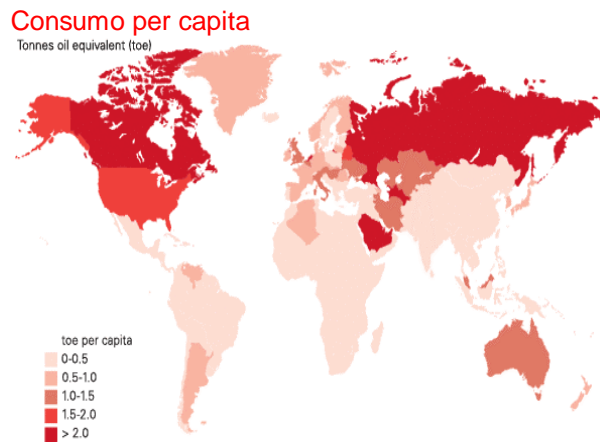 Consumo per capita
Tonnes oil equivalent (toe)
toe per capita
0-0.5
0.5-1.0
1.0-1.5
1.5-2.0
> 2.0